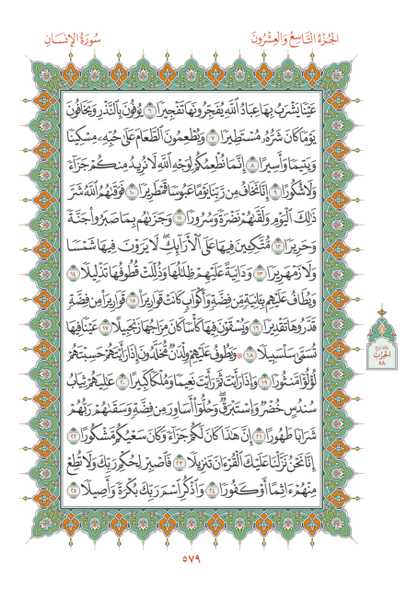 سُورَةُ الإِنسَانِ
الجُزْءُ التَّاسِعُ وَالعِشْرُونَ
عَيْنًا يَشْرَبُ بِهَا عِبَادُ ٱللَّهِ يُفَجِّرُونَهَا تَفْجِيرًا ٦ يُوفُونَ بِٱلنَّذْرِ وَيَخَافُونَ
يَوْمًا كَانَ شَرُّهُۥ مُسْتَطِيرًا ٧ وَيُطْعِمُونَ ٱلطَّعَامَ عَلَىٰ حُبِّهِۦ مِسْكِينًا
وَيَتِيمًا وَأَسِيرًا ٨ إِنَّمَا نُطْعِمُكُمْ لِوَجْهِ ٱللَّهِ لَا نُرِيدُ مِنكُمْ جَزَآءً
وَلَا شُكُورًا ٩ إِنَّا نَخَافُ مِن رَّبِّنَا يَوْمًا عَبُوسًا قَمْطَرِيرًا ١٠ فَوَقَىٰهُمُ ٱللَّهُ شَرَّ
ذَٰلِكَ ٱلْيَوْمِ وَلَقَّىٰهُمْ نَضْرَةً وَسُرُورًا ١١ وَجَزَىٰهُم بِمَا صَبَرُوا۟ جَنَّةً
وَحَرِيرًا ١٢ مُّتَّكِـِٔينَ فِيهَا عَلَى ٱلْأَرَآئِكِ ۖ لَا يَرَوْنَ فِيهَا شَمْسًا
وَلَا زَمْهَرِيرًا ١٣ وَدَانِيَةً عَلَيْهِمْ ظِلَٰلُهَا وَذُلِّلَتْ قُطُوفُهَا تَذْلِيلًا ١٤
وَيُطَافُ عَلَيْهِم بِـَٔانِيَةٍ مِّن فِضَّةٍ وَأَكْوَابٍ كَانَتْ قَوَارِيرَا۠ ١٥ قَوَارِيرَا۟ مِن فِضَّةٍ
قَدَّرُوهَا تَقْدِيرًا ١٦ وَيُسْقَوْنَ فِيهَا كَأْسًا كَانَ مِزَاجُهَا زَنجَبِيلًا ١٧ عَيْنًا فِيهَا
تُسَمَّىٰ سَلْسَبِيلًا ١٨ ۞ وَيَطُوفُ عَلَيْهِمْ وِلْدَٰنٌ مُّخَلَّدُونَ إِذَا رَأَيْتَهُمْ حَسِبْتَهُمْ
لُؤْلُؤًا مَّنثُورًا ١٩ وَإِذَا رَأَيْتَ ثَمَّ رَأَيْتَ نَعِيمًا وَمُلْكًا كَبِيرًا ٢٠ عَٰلِيَهُمْ ثِيَابُ
سُندُسٍ خُضْرٌ وَإِسْتَبْرَقٌ ۖ وَحُلُّوٓا۟ أَسَاوِرَ مِن فِضَّةٍ وَسَقَىٰهُمْ رَبُّهُمْ
شَرَابًا طَهُورًا ٢١ إِنَّ هَٰذَا كَانَ لَكُمْ جَزَآءً وَكَانَ سَعْيُكُم مَّشْكُورًا ٢٢
إِنَّا نَحْنُ نَزَّلْنَا عَلَيْكَ ٱلْقُرْءَانَ تَنزِيلًا ٢٣ فَٱصْبِرْ لِحُكْمِ رَبِّكَ وَلَا تُطِعْ
مِنْهُمْ ءَاثِمًا أَوْ كَفُورًا ٢٤ وَٱذْكُرِ ٱسْمَ رَبِّكَ بُكْرَةً وَأَصِيلًا ٢٥
الحِزْبُ
٥٨
٥٧٩